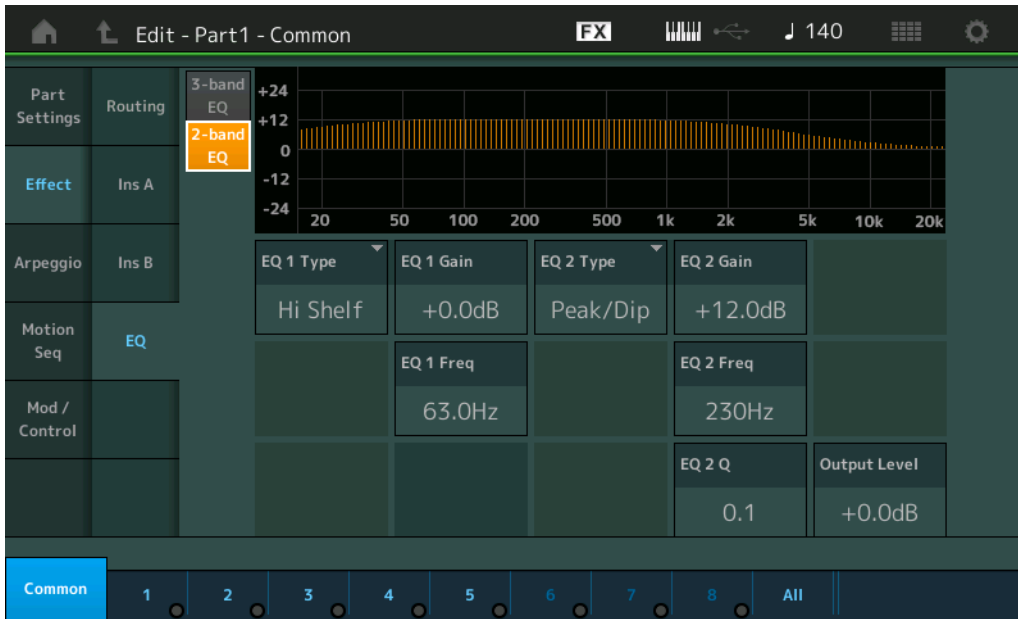 Edit - Part1 - Common
FX
♩ 140
Part
Settings
Effect
Arpeggio
Motion
Seq
Mod /
Control
Routing
Ins A
Ins B
EQ
3-band
EQ
2-band
EQ
+24
+12
0
-12
-24
20 50 100 200 500 1k 2k 5k 10k 20k
EQ 1 Type
Hi Shelf
EQ 1 Gain
+0.0dB
EQ 2 Type
Peak/Dip
EQ 2 Gain
+12.0dB
EQ 1 Freq
63.0Hz
EQ 2 Freq
230Hz
EQ 2 Q
0.1
Output Level
+0.0dB
Common 1 2 3 4 5 6 7 8 All